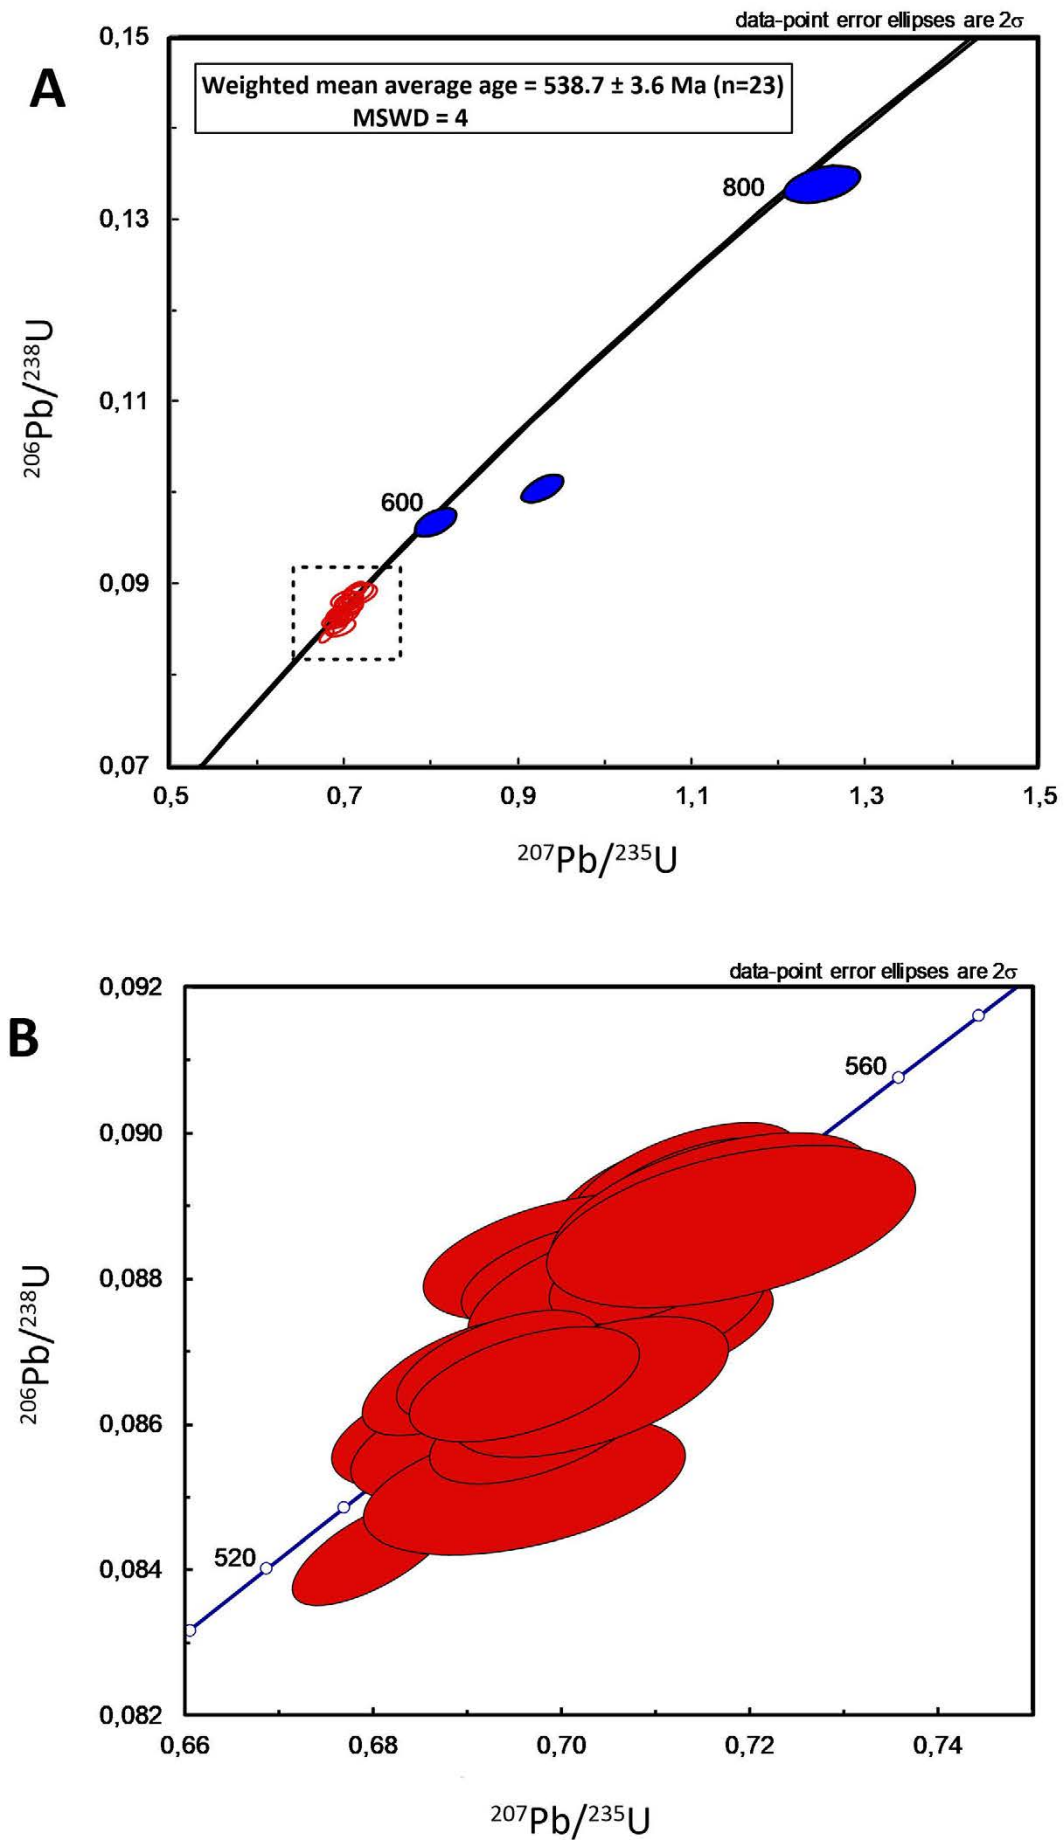 data-point error ellipses are 2σ
A
Weighted mean average age = 538.7 ± 3.6 Ma (n=23)
MSWD = 4
0,15
0,13
0,11
0,09
0,07
800
600
²⁰⁶Pb/²³⁸U
0,5 0,7 0,9 1,1 1,3 1,5
²⁰⁷Pb/²³⁵U
data-point error ellipses are 2σ
B
0,092
0,090
0,088
0,086
0,084
0,082
560
520
²⁰⁶Pb/²³⁸U
0,66 0,68 0,70 0,72 0,74
²⁰⁷Pb/²³⁵U